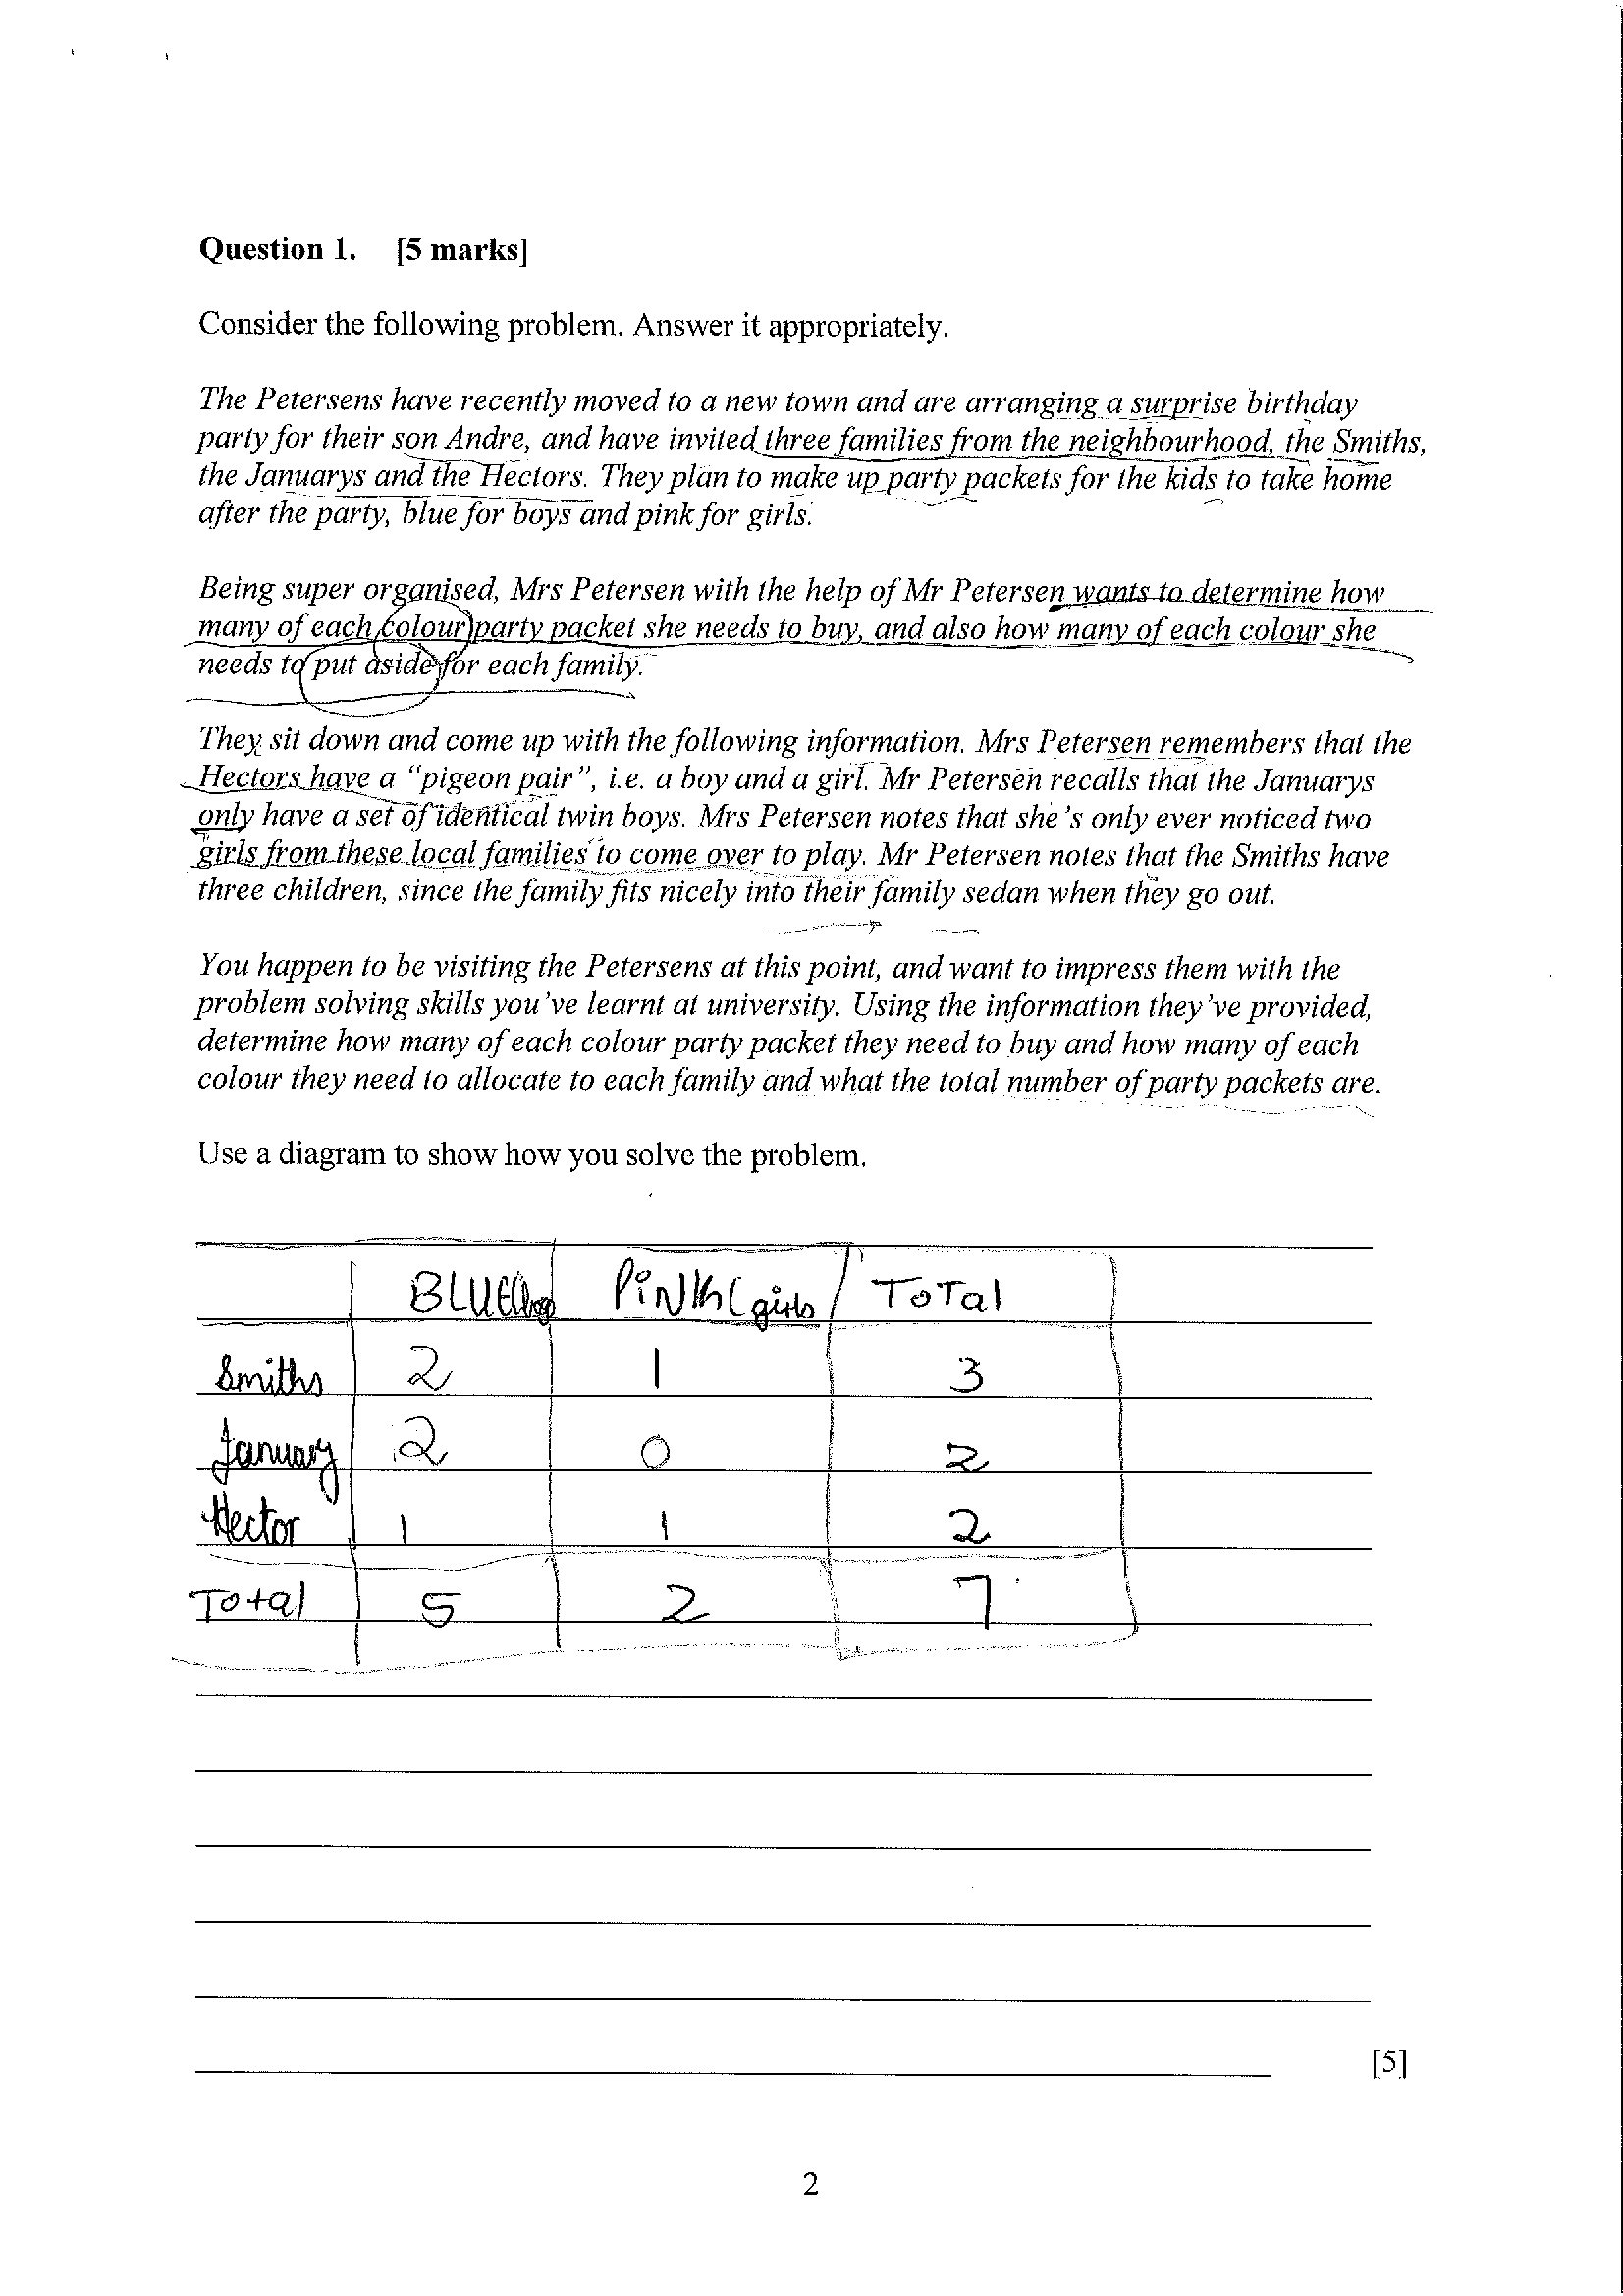 Question 1. [5 marks]
Consider the following problem. Answer it appropriately.
The Petersens have recently moved to a new town and are arranging a surprise birthday
party for their son Andre, and have invited three families from the neighbourhood, the Smiths,
the Januarys and the Hectors. They plan to make up party packets for the kids to take home
after the party, blue for boys and pink for girls.
Being super organised, Mrs Petersen with the help of Mr Petersen wants to determine how
many of each colour party packet she needs to buy, and also how many of each colour she
needs to put aside for each family.
They sit down and come up with the following information. Mrs Petersen remembers that the
Hectors have a "pigeon pair", i.e. a boy and a girl. Mr Petersen recalls that the Januarys
only have a set of identical twin boys. Mrs Petersen notes that she's only ever noticed two
girls from these local families to come over to play. Mr Petersen notes that the Smiths have
three children, since the family fits nicely into their family sedan when they go out.
You happen to be visiting the Petersens at this point, and want to impress them with the
problem solving skills you've learnt at university. Using the information they've provided,
determine how many of each colour party packet they need to buy and how many of each
colour they need to allocate to each family and what the total number of party packets are.
Use a diagram to show how you solve the problem.
BLUE PiNK (girls TOTal
Smiths 2 1 3
January 2 0 2
Hector 1 1 2
Total 5 2 7
[5]
2